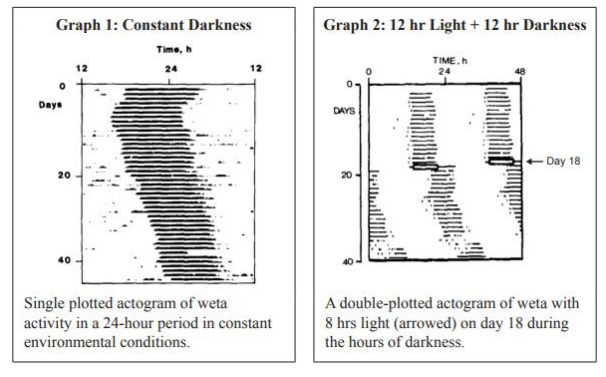 Graph 1: Constant Darkness
Time, h
12 24 12
0
Days
20
40
Single plotted actogram of weta
activity in a 24-hour period in constant
environmental conditions.
Graph 2: 12 hr Light + 12 hr Darkness
TIME, h
0 24 48
0
DAYS
Day 18
20
40
A double-plotted actogram of weta with
8 hrs light (arrowed) on day 18 during
the hours of darkness.